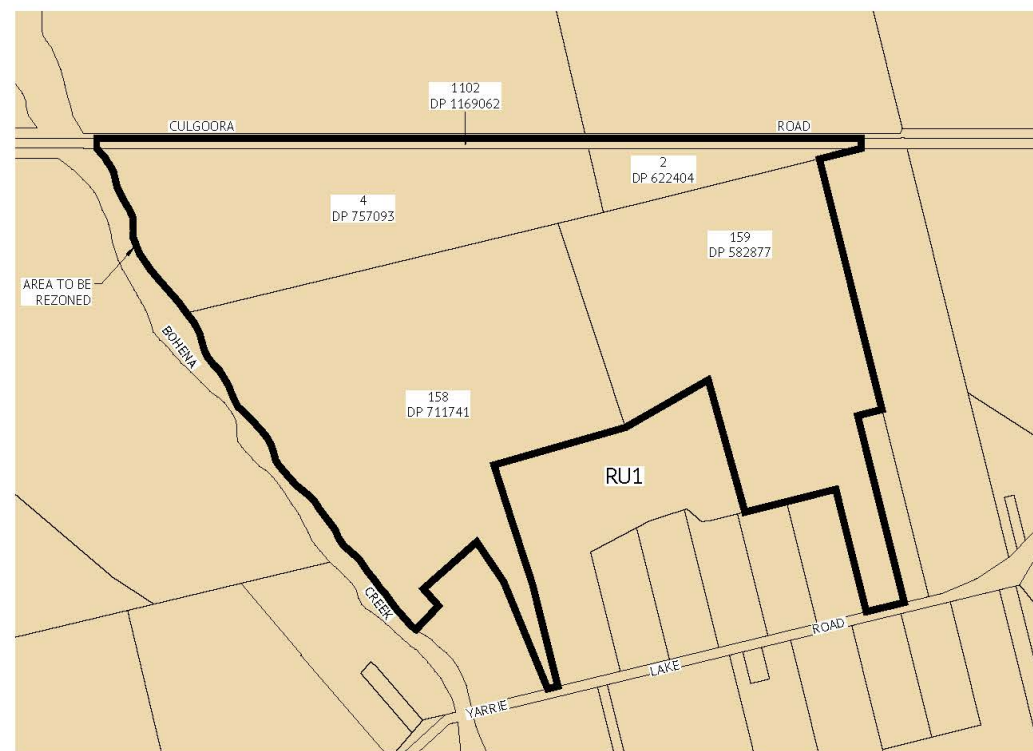 1102
DP 1169062
CULGOORA
ROAD
2
DP 622404
4
DP 757093
159
DP 582877
AREA TO BE
REZONED
BOHENA
158
DP 711741
RU1
CREEK
ROAD
LAKE
YARRIE